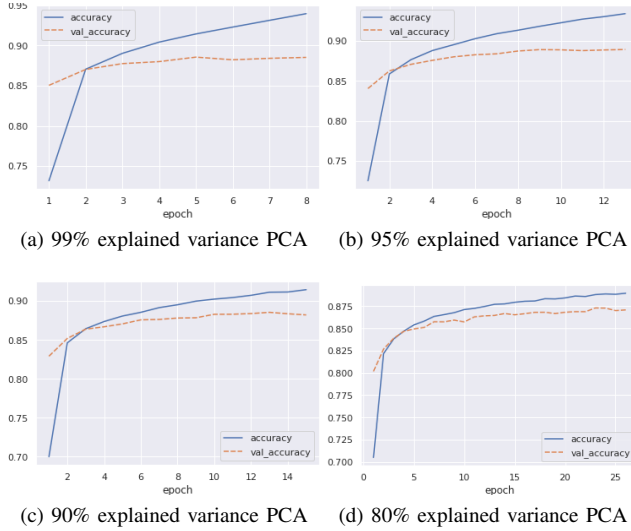 0.95
accuracy
val_accuracy
0.90
0.85
0.80
0.75
1 2 3 4 5 6 7 8
epoch
(a) 99% explained variance PCA
0.95
accuracy
val_accuracy
0.90
0.85
0.80
0.75
2 4 6 8 10 12
epoch
(b) 95% explained variance PCA
0.90
0.85
0.80
0.75
0.70
accuracy
val_accuracy
2 4 6 8 10 12 14
epoch
(c) 90% explained variance PCA
0.875
0.850
0.825
0.800
0.775
0.750
0.725
0.700
accuracy
val_accuracy
0 5 10 15 20 25
epoch
(d) 80% explained variance PCA